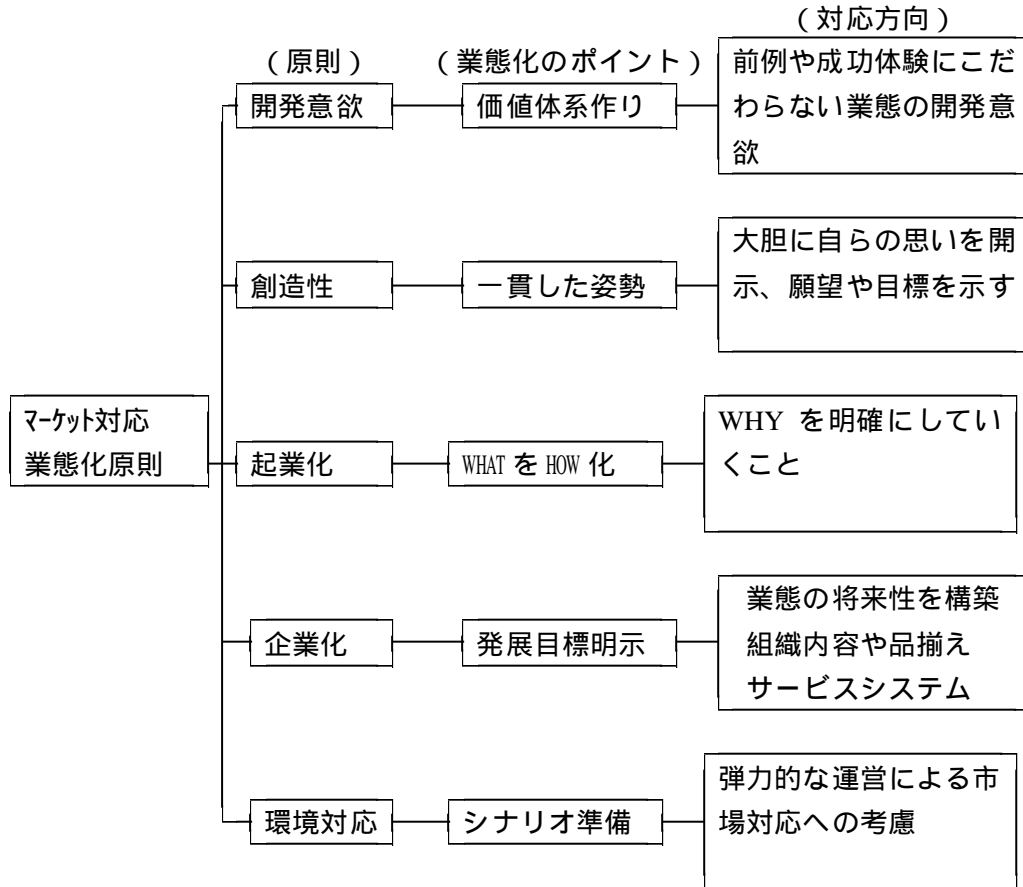 （対応方向）
（原則）
（業態化のポイント）
開発意欲
価値体系作り
前例や成功体験にこだ
わらない業態の開発意
欲
創造性
一貫した姿勢
大胆に自らの思いを開
示、願望や目標を示す
ﾏｰｹｯﾄ対応
業態化原則
起業化
WHAT を HOW 化
WHY を明確にしてい
くこと
企業化
発展目標明示
業態の将来性を構築
組織内容や品揃え
サービスシステム
環境対応
シナリオ準備
弾力的な運営による市
場対応への考慮